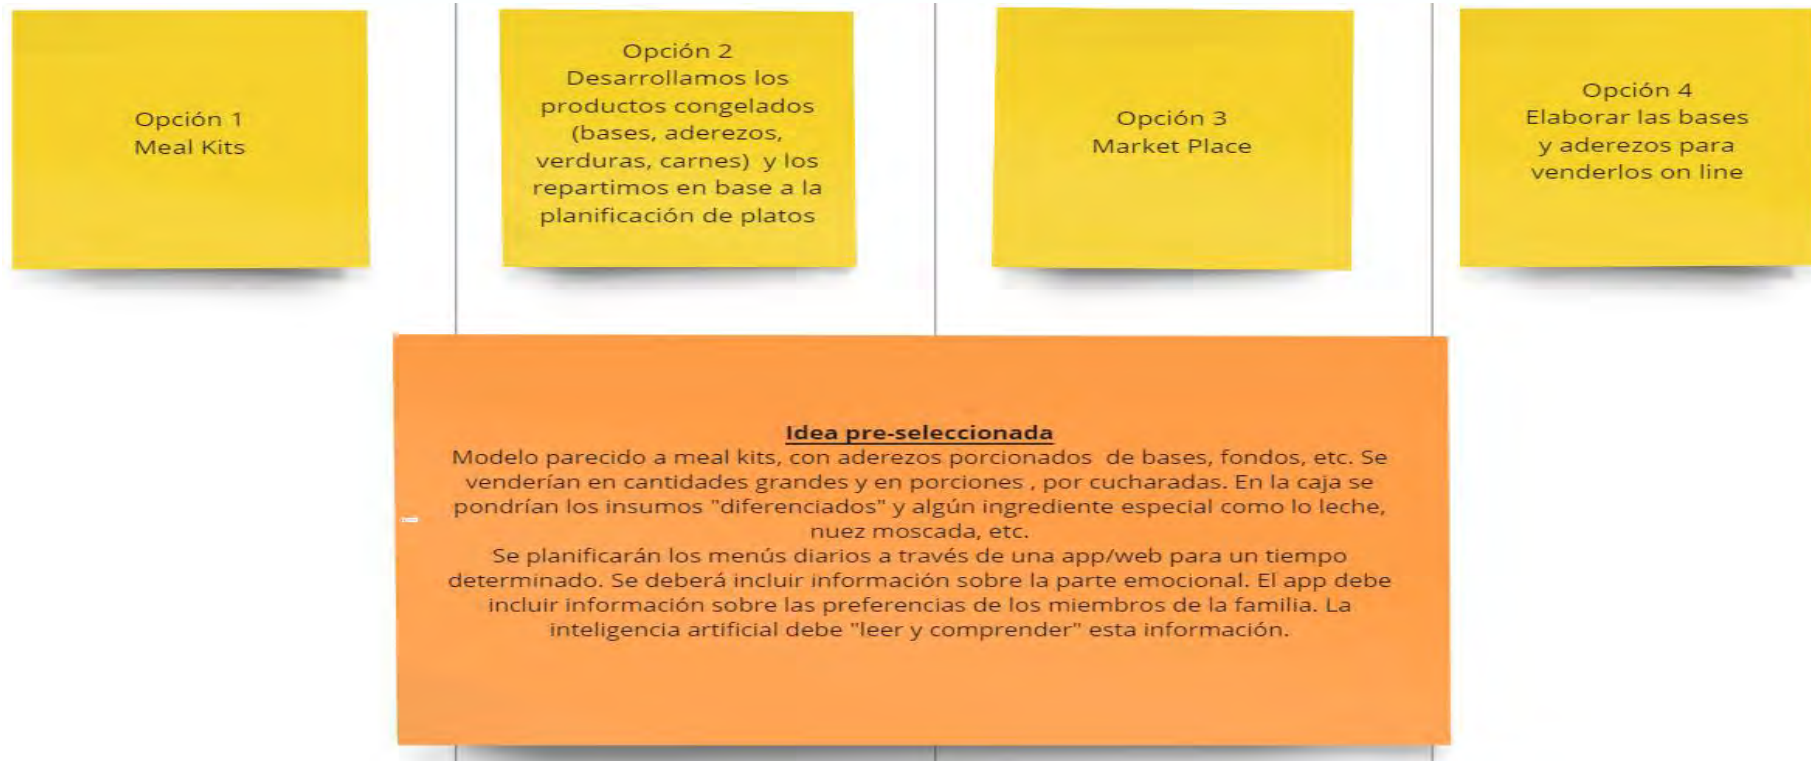 Opción 1
Meal Kits
Opción 2
Desarrollamos los
productos congelados
(bases, aderezos,
verduras, carnes) y los
repartimos en base a la
planificación de platos
Opción 3
Market Place
Opción 4
Elaborar las bases
y aderezos para
venderlos on line
Idea pre-seleccionada
Modelo parecido a meal kits, con aderezos porcionados de bases, fondos, etc. Se
venderían en cantidades grandes y en porciones , por cucharadas. En la caja se
pondrían los insumos "diferenciados" y algún ingrediente especial como lo leche,
nuez moscada, etc.
Se planificarán los menús diarios a través de una app/web para un tiempo
determinado. Se deberá incluir información sobre la parte emocional. El app debe
incluir información sobre las preferencias de los miembros de la familia. La
inteligencia artificial debe "leer y comprender" esta información.